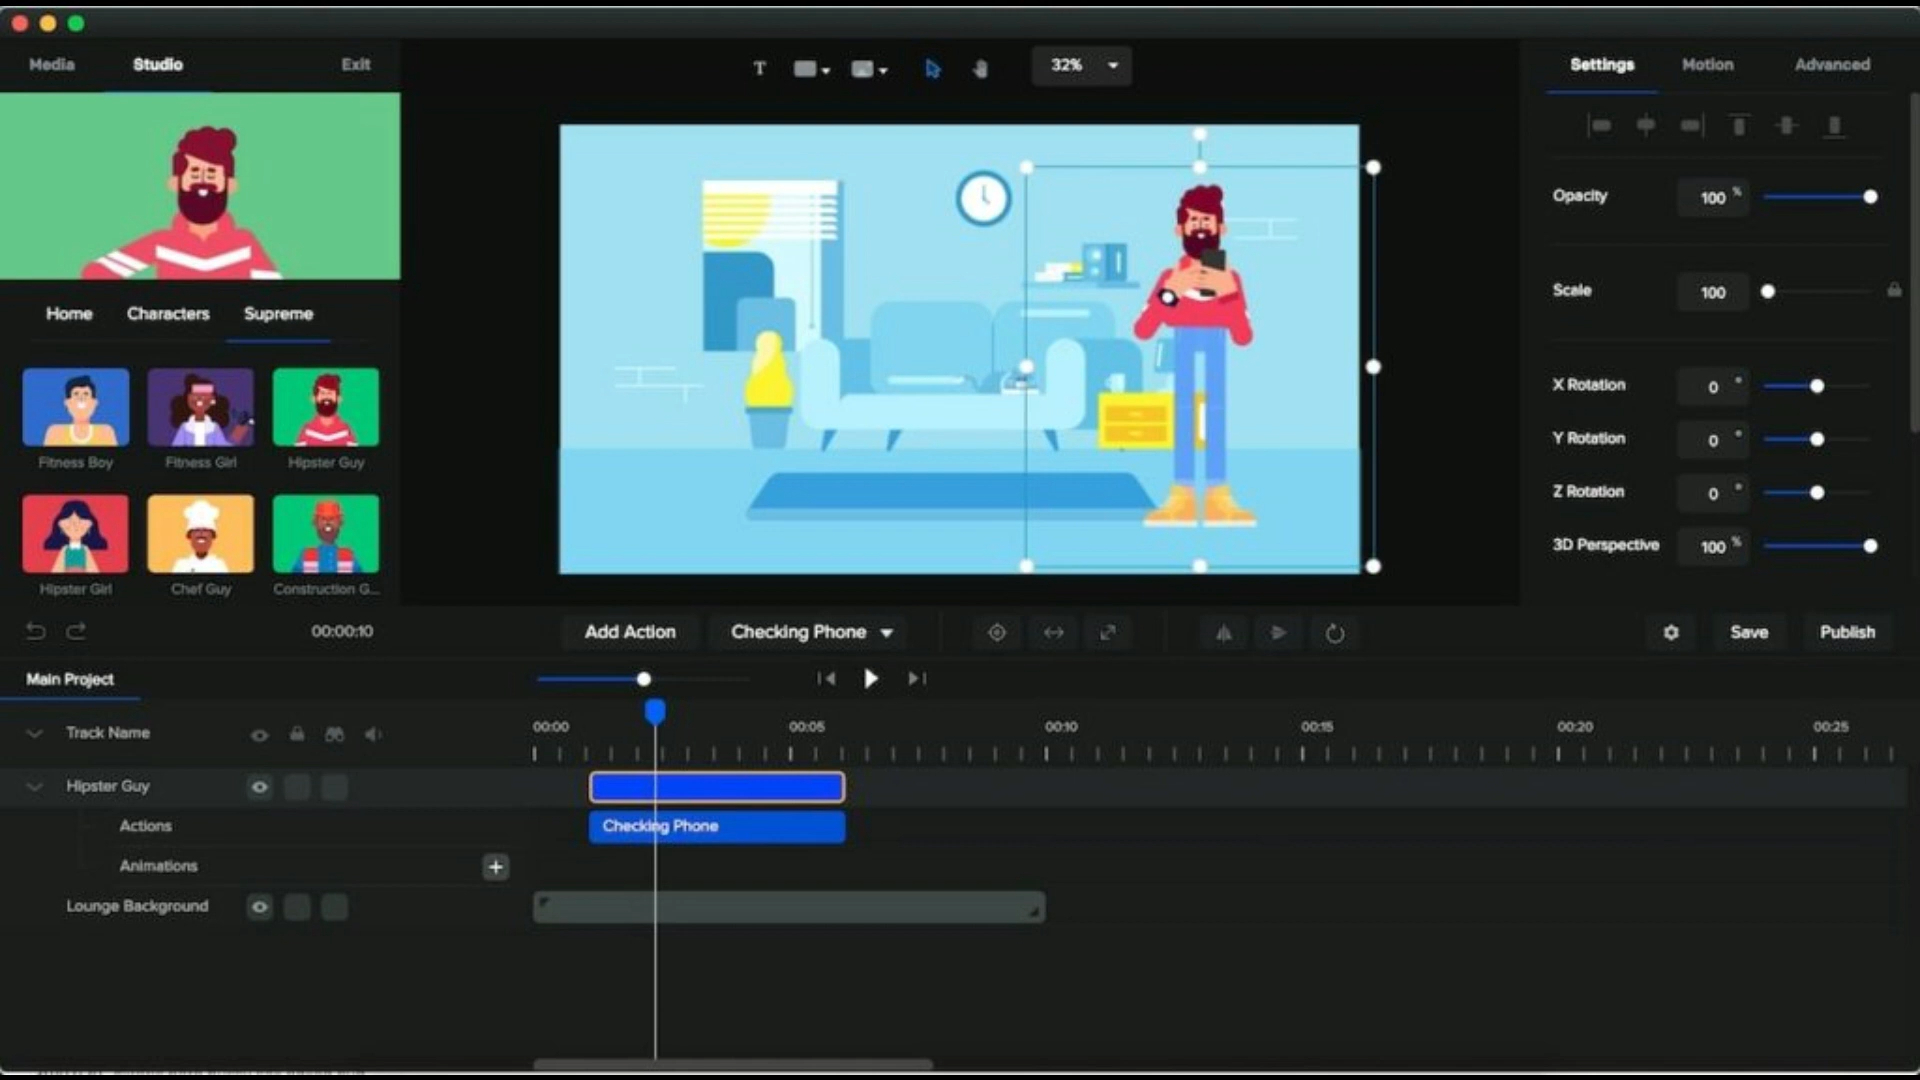 Media
Studio
Exit
T
32%
Settings
Motion
Advanced
Opacity
100 %
Scale
100
X Rotation
0 °
Y Rotation
0 °
Z Rotation
0 °
3D Perspective
100 %
Home
Characters
Supreme
Fitness Boy
Fitness Girl
Hipster Guy
Hipster Girl
Chef Guy
Construction G...
00:00:10
Add Action
Checking Phone
Save
Publish
Main Project
Track Name
00:00
00:05
00:10
00:15
00:20
00:25
Hipster Guy
Actions
Checking Phone
Animations
+
Lounge Background